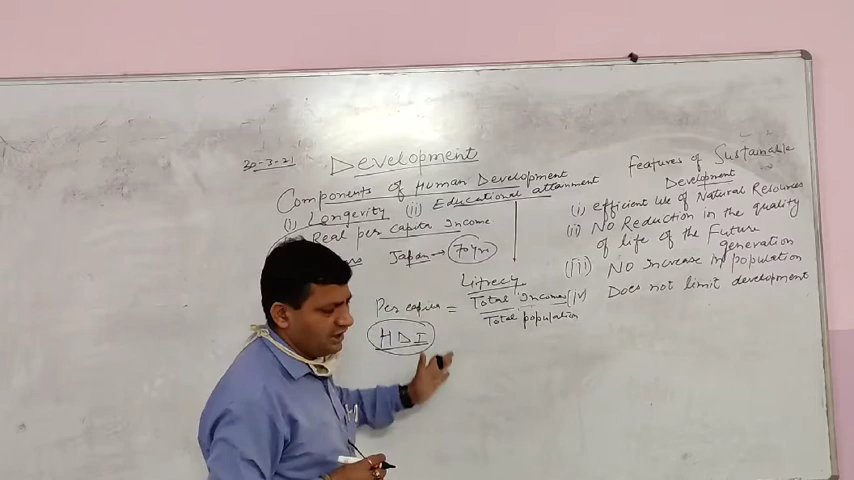 30-3-21
Development
Components of Human Development
(i) Longevity (ii) Educational attainment
Real per capita Income
Japan → 70 yr
Litrecy
Per capita = Total Income
Total population
HDI
Features of Sustainable
Development
(i) efficient use of Natural Resources
(ii) No Reduction in the quality
of life of the Future
generation
(iii) No Increase in population
(iv) Does not limit development